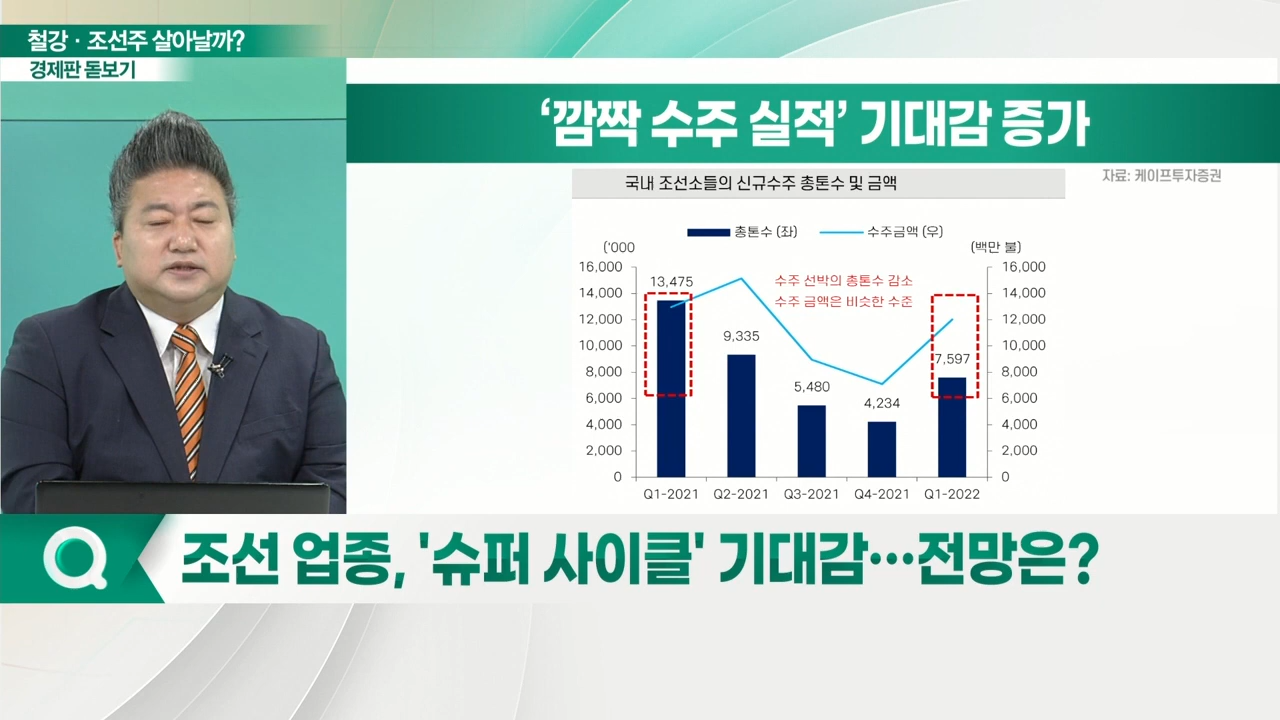 철강 · 조선주 살아날까?
경제판 돋보기
‘깜짝 수주 실적’ 기대감 증가
국내 조선소들의 신규수주 총톤수 및 금액
자료: 케이프투자증권
총톤수 (좌) 수주금액 (우)
('000 (백만 불)
수주 선박의 총톤수 감소
수주 금액은 비슷한 수준
16,000 16,000
14,000 14,000
12,000 12,000
10,000 10,000
8,000 8,000
6,000 6,000
4,000 4,000
2,000 2,000
0 0
13,475 9,335 5,480 4,234 7,597
Q1-2021 Q2-2021 Q3-2021 Q4-2021 Q1-2022
조선 업종, '슈퍼 사이클' 기대감…전망은?